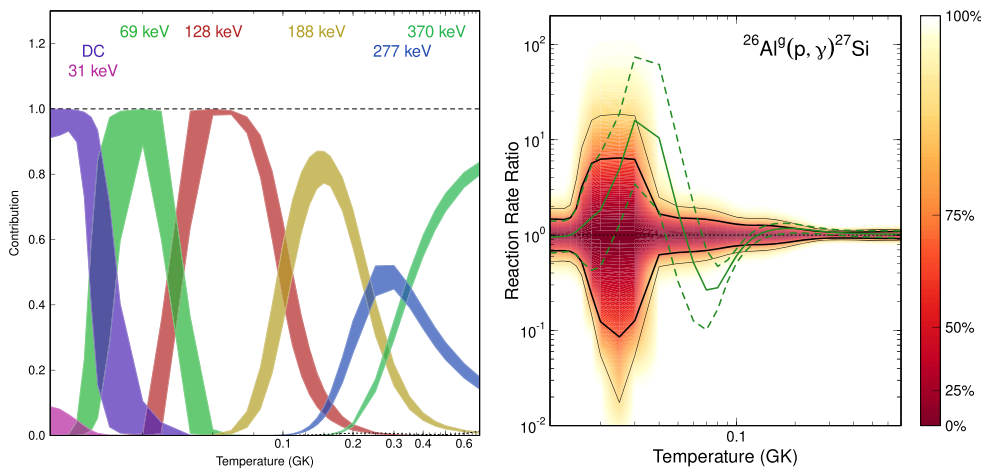 69 keV 128 keV 188 keV 370 keV
DC 277 keV
31 keV
1.2
1.0
0.8
0.6
0.4
0.2
0.0
Contribution
0.1 0.2 0.3 0.4 0.6
Temperature (GK)
²⁶Alᵍ(p, γ)²⁷Si
10²
10¹
10⁰
10⁻¹
10⁻²
Reaction Rate Ratio
0.1
Temperature (GK)
100%
75%
50%
25%
0%